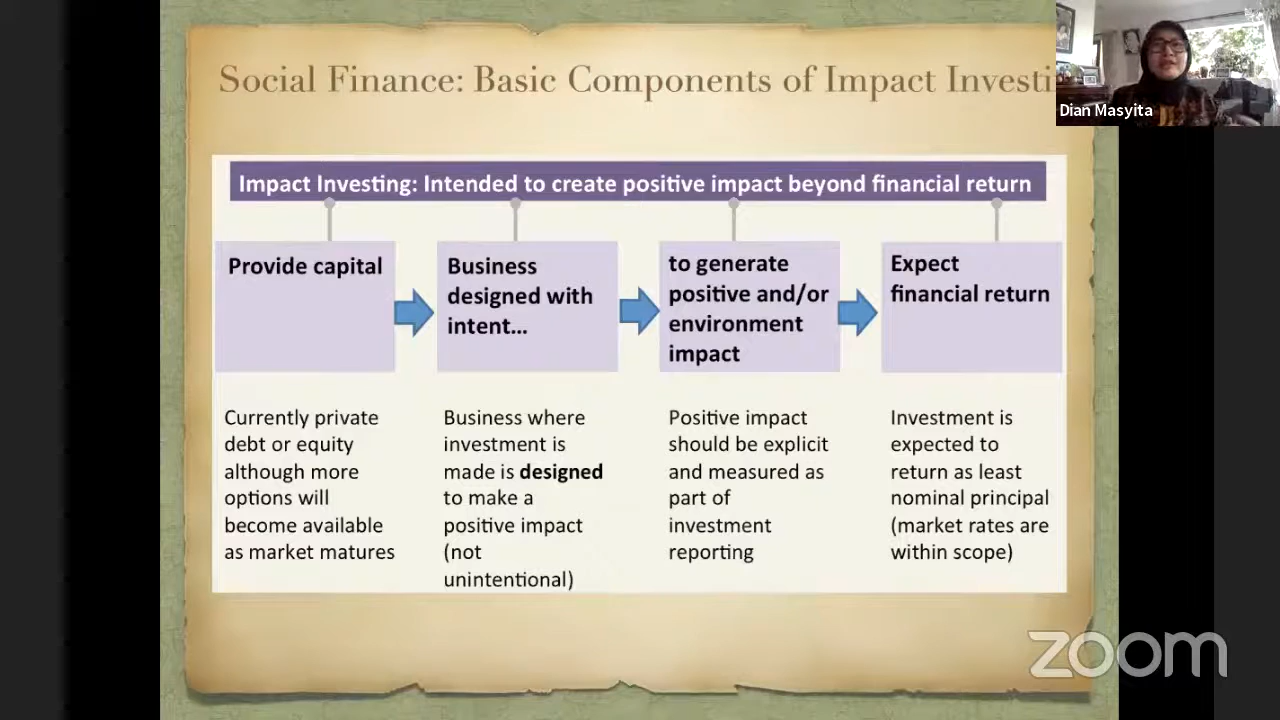 Social Finance: Basic Components of Impact Investi
Dian Masyita
Impact Investing: Intended to create positive impact beyond financial return
Provide capital
Business
designed with
intent...
to generate
positive and/or
environment
impact
Expect
financial return
Currently private
debt or equity
although more
options will
become available
as market matures
Business where
investment is
made is designed
to make a
positive impact
(not
unintentional)
Positive impact
should be explicit
and measured as
part of
investment
reporting
Investment is
expected to
return as least
nominal principal
(market rates are
within scope)
zoom